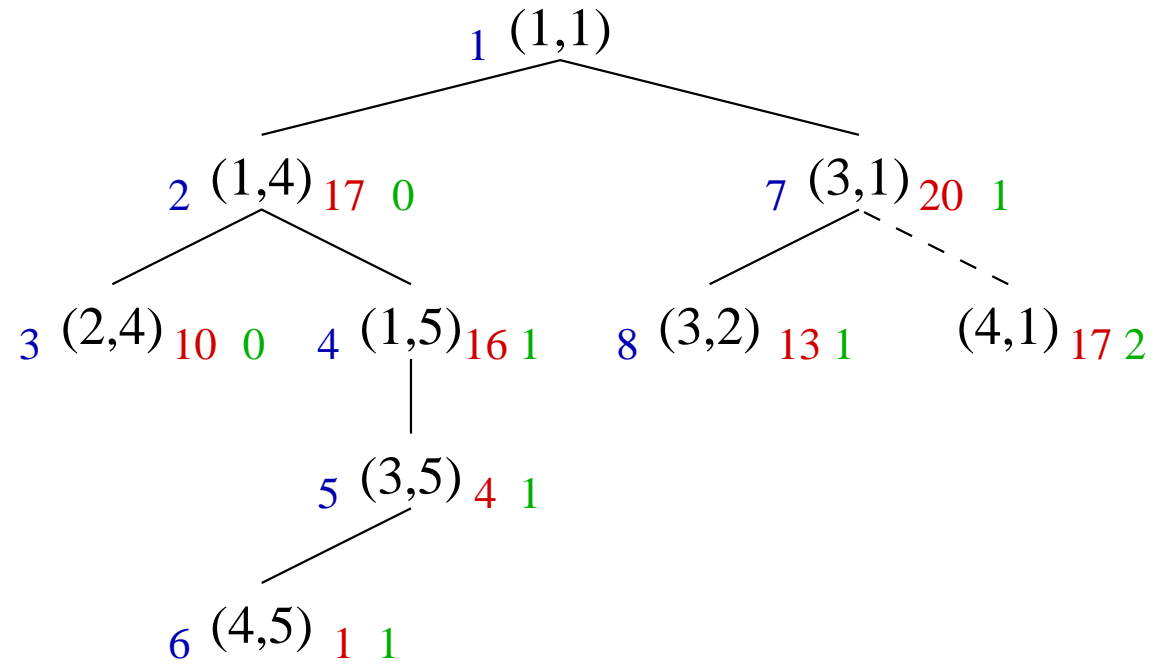 1 (1,1)
2 (1,4) 17 0 7 (3,1) 20 1
3 (2,4) 10 0 4 (1,5) 16 1 8 (3,2) 13 1 (4,1) 17 2
5 (3,5) 4 1
6 (4,5) 1 1